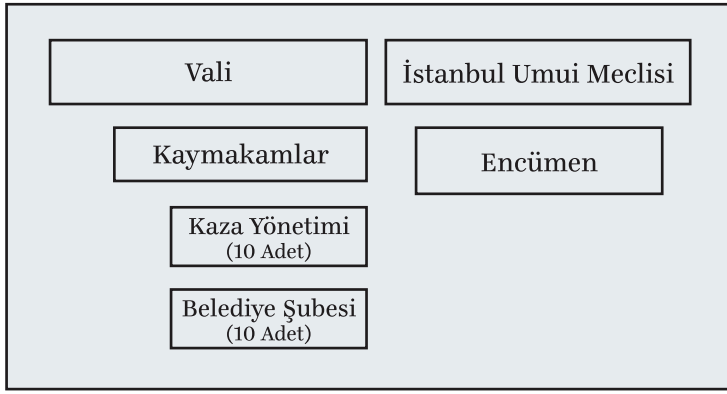 Vali
İstanbul Umui Meclisi
Kaymakamlar
Encümen
Kaza Yönetimi
(10 Adet)
Belediye Şubesi
(10 Adet)